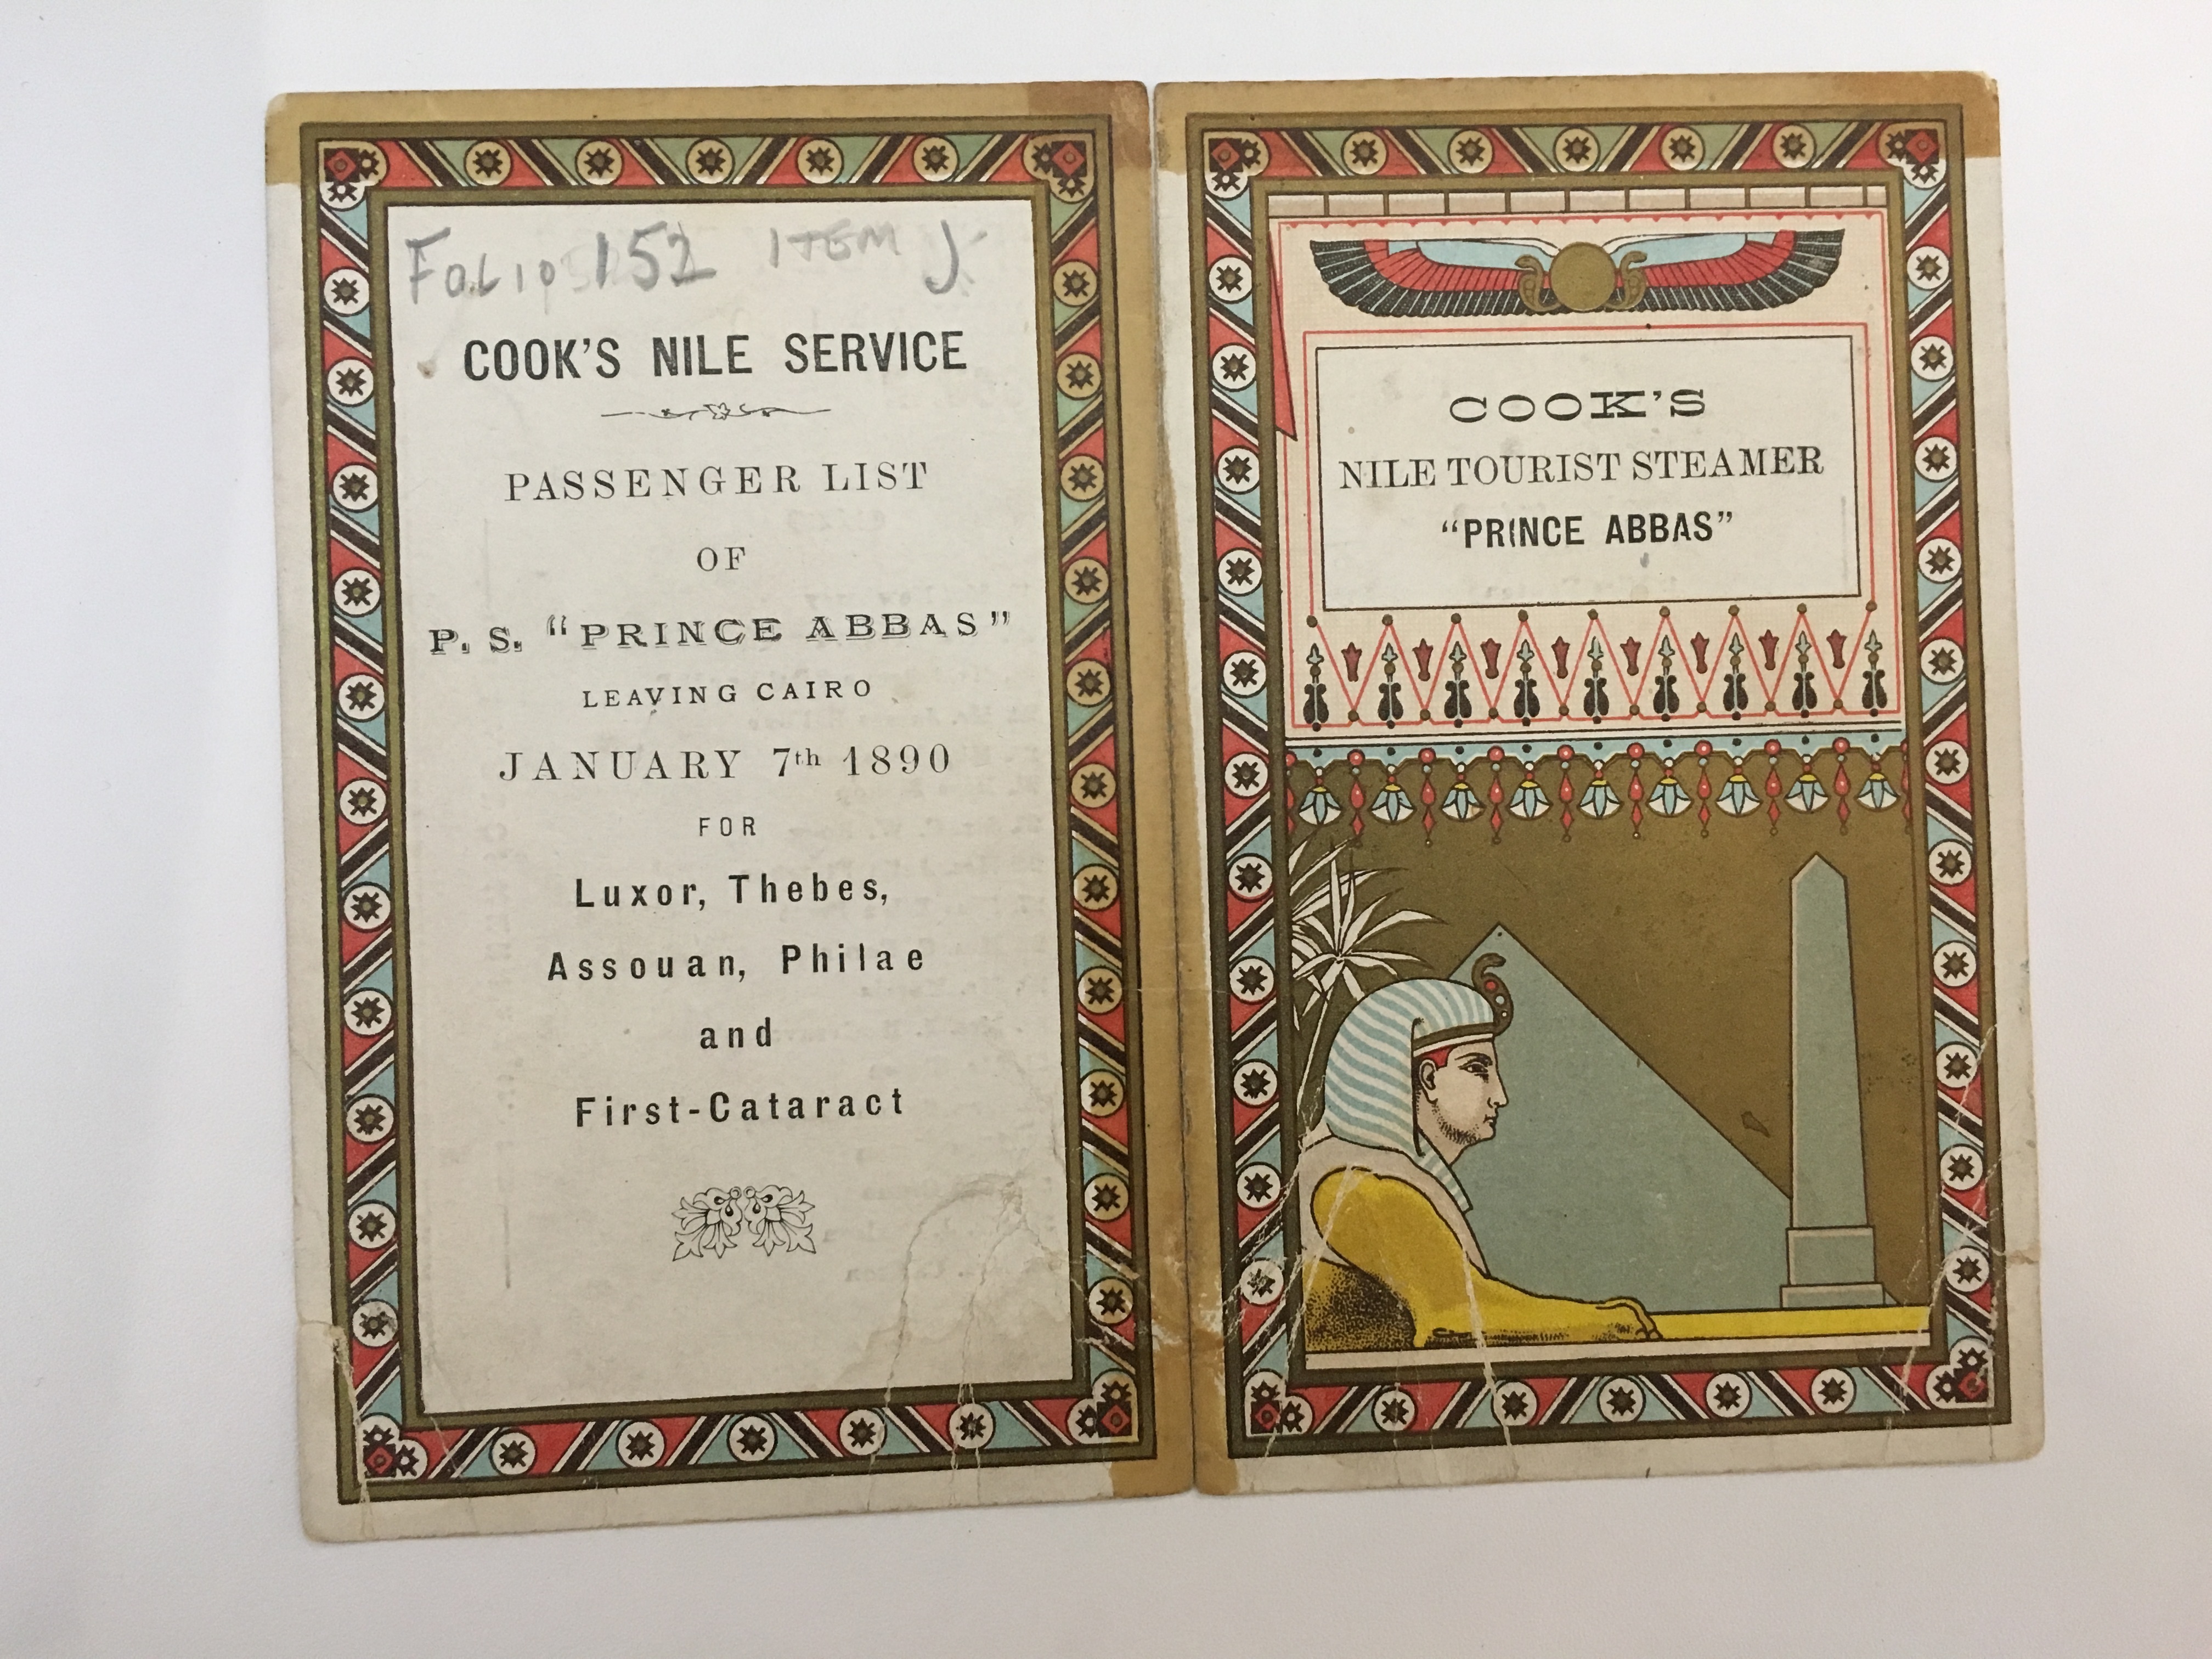 Folio 152 ITEM J
COOK'S NILE SERVICE
PASSENGER LIST
OF
P. S. "PRINCE ABBAS"
LEAVING CAIRO
JANUARY 7th 1890
FOR
Luxor, Thebes,
Assouan, Philae
and
First-Cataract
COOK'S
NILE TOURIST STEAMER
"PRINCE ABBAS"